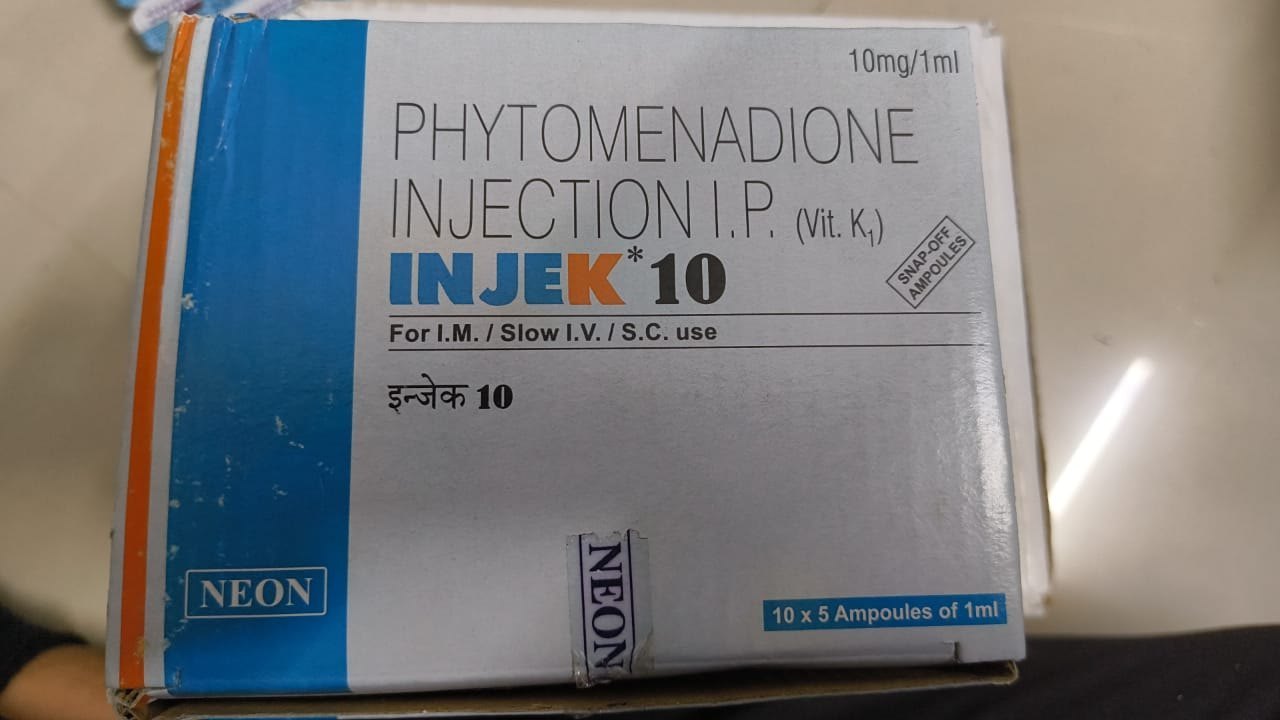 10mg/1ml
PHYTOMENADIONE
INJECTION I.P. (Vit. K₁)
SNAP-OFF
AMPOULES
INJEK* 10
For I.M. / Slow I.V. / S.C. use
इन्जेक 10
NEON
NEON
10 x 5 Ampoules of 1ml